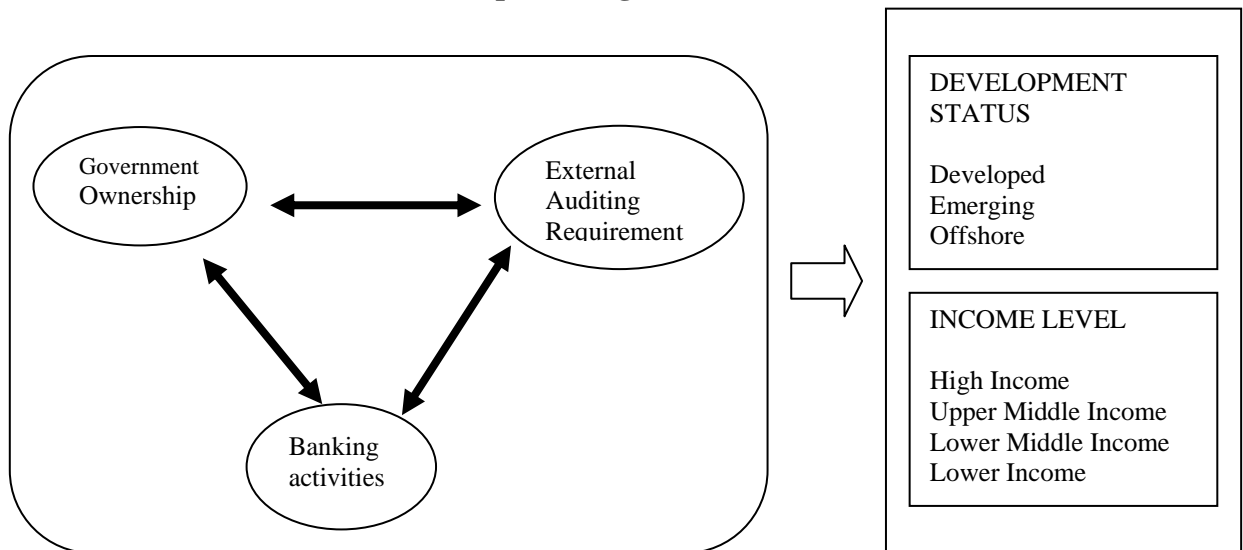 Government
Ownership
External
Auditing
Requirement
Banking
activities
DEVELOPMENT
STATUS
Developed
Emerging
Offshore
INCOME LEVEL
High Income
Upper Middle Income
Lower Middle Income
Lower Income